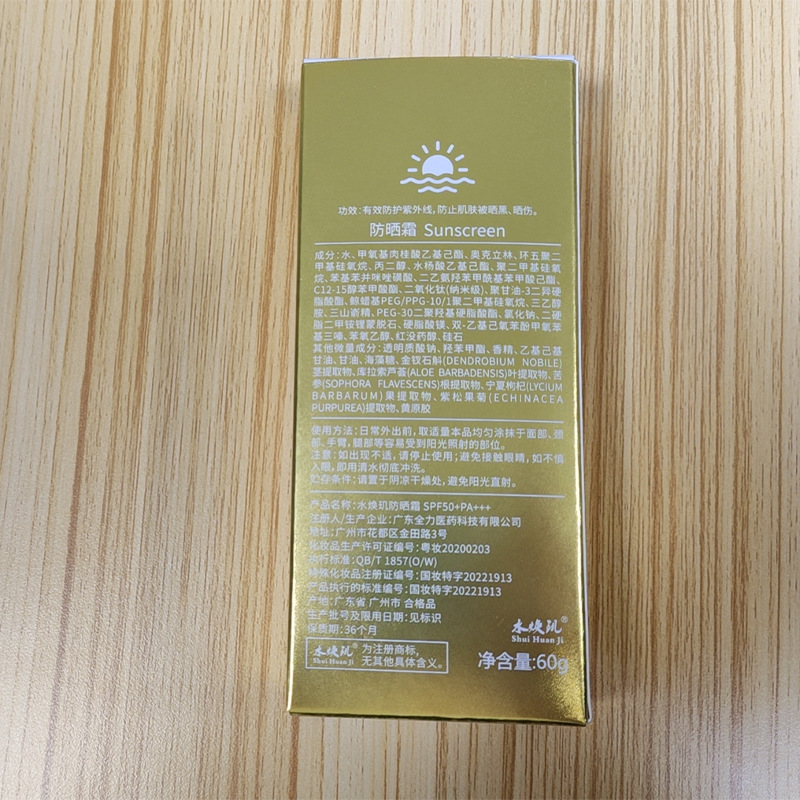 功效:有效防护紫外线,防止肌肤被晒黑、晒伤。
防晒霜 Sunscreen
成分:水、甲氧基肉桂酸乙基己酯、奥克立林、环五聚二
甲基硅氧烷、丙二醇、水杨酸乙基己酯、聚二甲基硅氧
烷、苯基苯并咪唑磺酸、二乙氨羟苯甲酰基苯甲酸己酯、
C12-15醇苯甲酸酯、二氧化钛(纳米级)、聚甘油-3二异硬
脂酸酯、鲸蜡基PEG/PPG-10/1聚二甲基硅氧烷、三乙醇
胺、三山嵛精、PEG-30二聚羟基硬脂酸酯、氯化钠、二硬
脂二甲铵锂蒙脱石、硬脂酸镁、双-乙基己氧苯酚甲氧苯
基三嗪、苯氧乙醇、红没药醇、硅石
其他微量成分:透明质酸钠、羟苯甲酯、香精、乙基己基
甘油、甘油、海藻糖、金钗石斛(DENDROBIUM NOBILE)
茎提取物、库拉索芦荟(ALOE BARBADENSIS)叶提取物、苦
参(SOPHORA FLAVESCENS)根提取物、宁夏枸杞(LYCIUM
BARBARUM)果提取物、紫松果菊(ECHINACEA
PURPUREA)提取物、黄原胶
使用方法:日常外出前,取适量本品均匀涂抹于面部、颈
部、手臂,腿部等容易受到阳光照射的部位。
注意:如出现不适,请停止使用;避免接触眼睛,如不慎
入眼,即用清水彻底冲洗。
贮存条件:请置于阴凉干燥处,避免阳光直射。
产品名称:水焕玑防晒霜 SPF50+PA+++
注册人/生产企业:广东全力医药科技有限公司
地址:广州市花都区金田路3号
化妆品生产许可证编号:粤妆20200203
执行标准:QB/T 1857(O/W)
特殊化妆品注册证编号:国妆特字20221913
产品执行的标准编号:国妆特字20221913
产地:广东省 广州市 合格品
生产批号及限用日期:见标识
保质期:36个月
水焕玑®
Shui Huan Ji
为注册商标,
无其他具体含义。
水焕玑®
Shui Huan Ji
净含量:60g